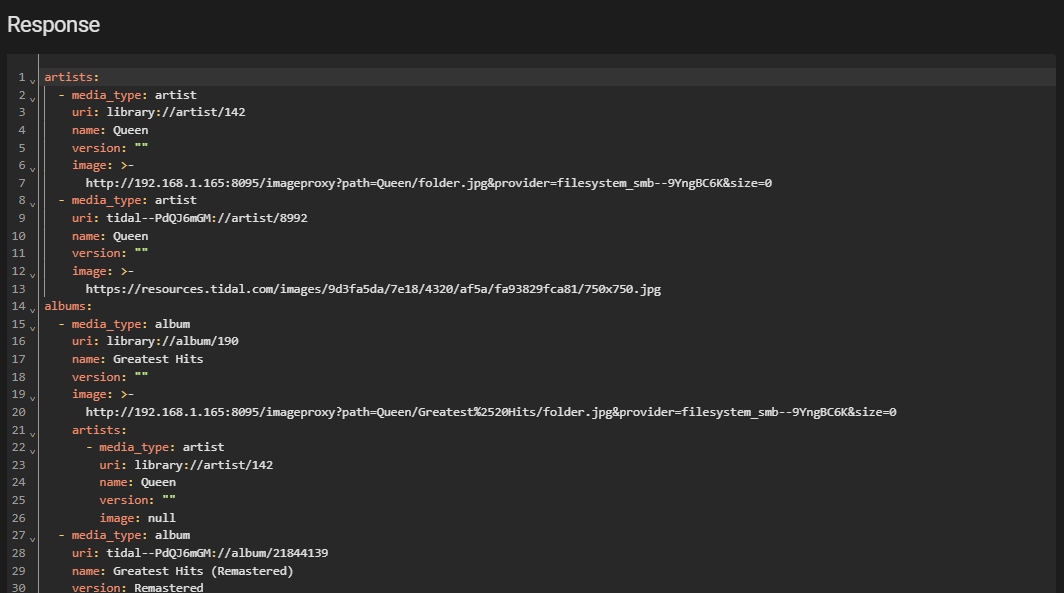 Response
1 artists:
2 - media_type: artist
3 uri: library://artist/142
4 name: Queen
5 version: ""
6 image: >-
7 http://192.168.1.165:8095/imageproxy?path=Queen/folder.jpg&provider=filesystem_smb--9YngBC6K&size=0
8 - media_type: artist
9 uri: tidal--PdQJ6mGM://artist/8992
10 name: Queen
11 version: ""
12 image: >-
13 https://resources.tidal.com/images/9d3fa5da/7e18/4320/af5a/fa93829fca81/750x750.jpg
14 albums:
15 - media_type: album
16 uri: library://album/190
17 name: Greatest Hits
18 version: ""
19 image: >-
20 http://192.168.1.165:8095/imageproxy?path=Queen/Greatest%2520Hits/folder.jpg&provider=filesystem_smb--9YngBC6K&size=0
21 artists:
22 - media_type: artist
23 uri: library://artist/142
24 name: Queen
25 version: ""
26 image: null
27 - media_type: album
28 uri: tidal--PdQJ6mGM://album/21844139
29 name: Greatest Hits (Remastered)
30 version: Remastered